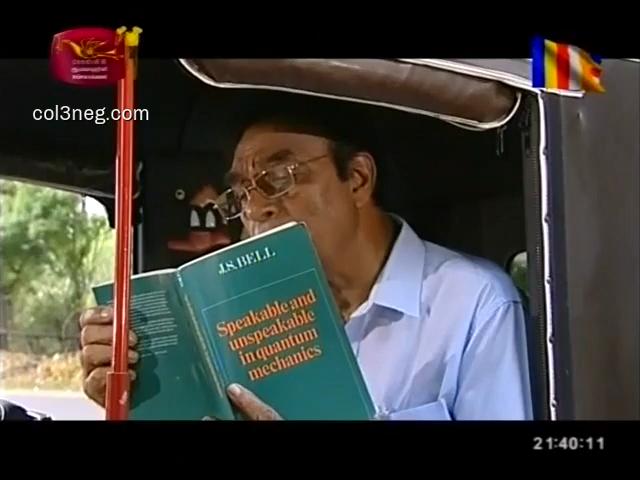 col3neg.com
J.S. BELL
Speakable and
unspeakable
in quantum
mechanics
21:40:11